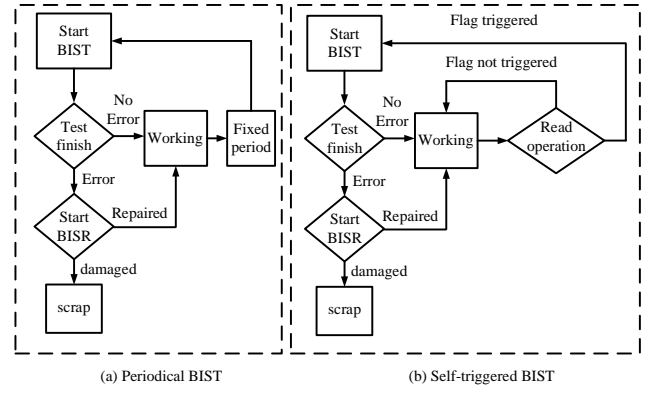 Start
BIST
Test
finish
No
Error
Working
Fixed
period
Error
Start
BISR
Repaired
damaged
scrap
(a) Periodical BIST
Flag triggered
Start
BIST
Flag not triggered
Test
finish
No
Error
Working
Read
operation
Error
Start
BISR
Repaired
damaged
scrap
(b) Self-triggered BIST